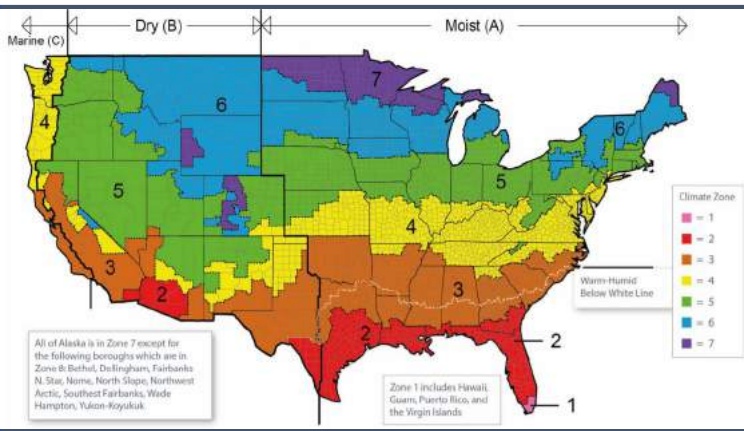 Marine (C)
Dry (B)
Moist (A)
7
6
4
6
5
5
4
3
3
2
2
2
1
Climate Zone
= 1
= 2
= 3
= 4
= 5
= 6
= 7
Warm-Humid
Below White Line
All of Alaska is in Zone 7 except for
the following boroughs which are in
Zone 8: Bethel, Dellingham, Fairbanks
N. Star, Nome, North Slope, Northwest
Arctic, Southest Fairbanks, Wade
Hampton, Yukon-Koyukuk
Zone 1 includes Hawaii,
Guam, Puerto Rico, and
the Virgin Islands